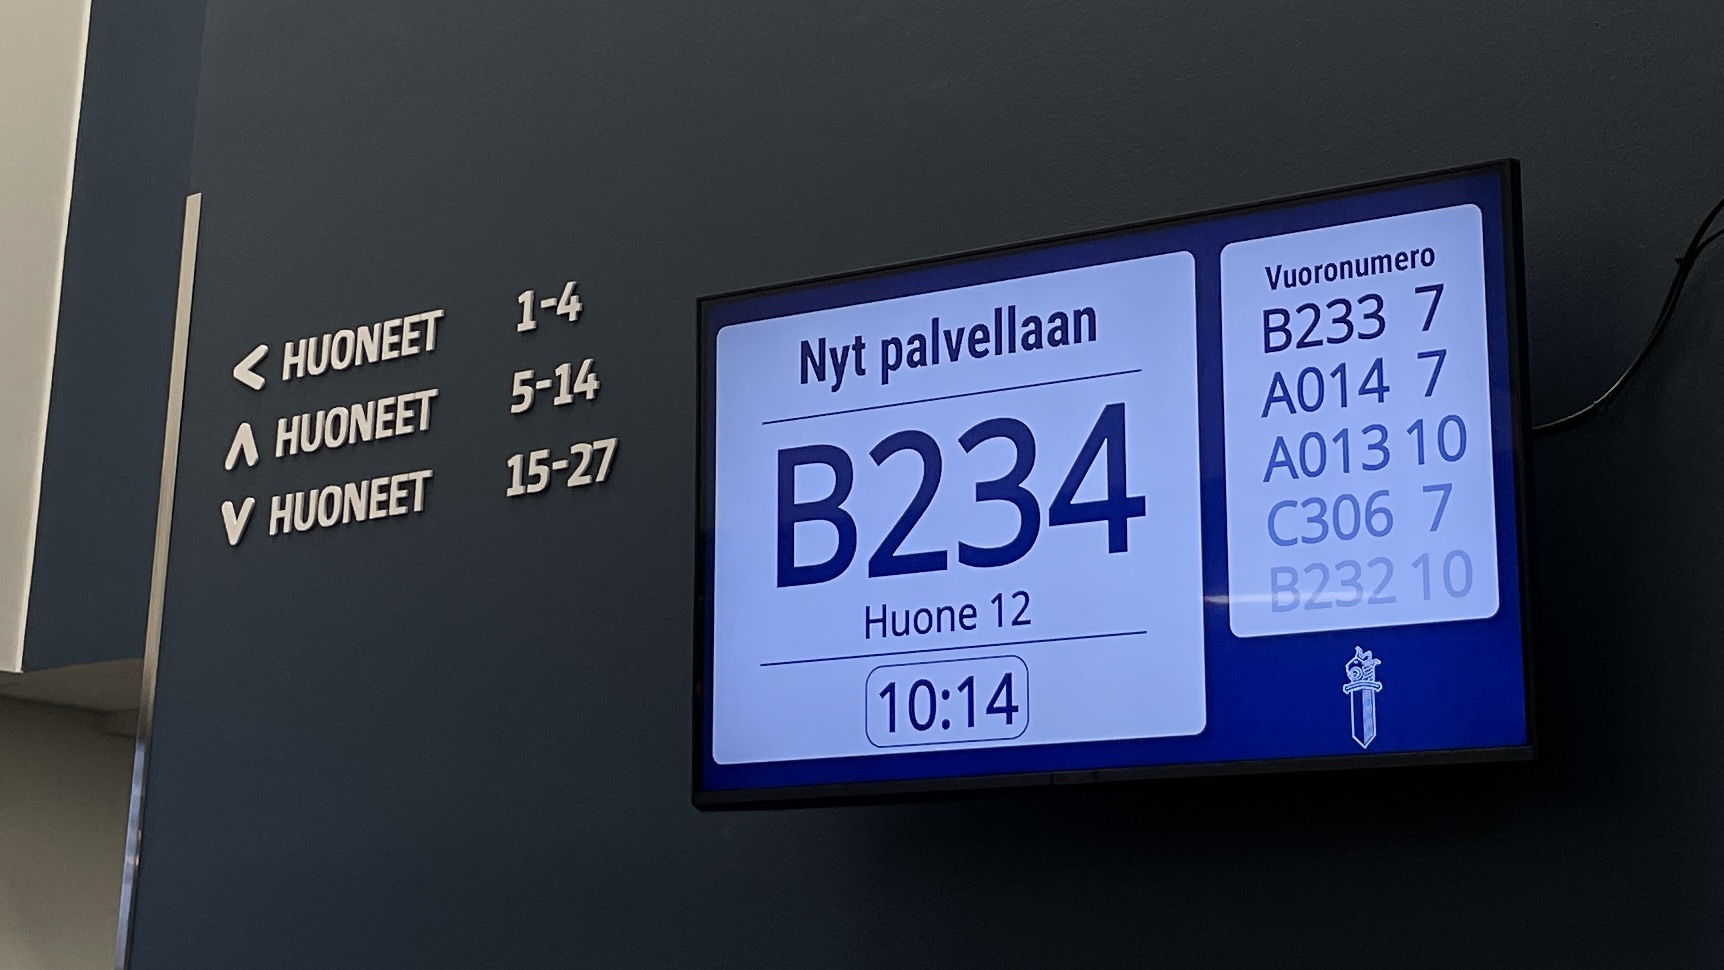 < HUONEET 1-4
∧ HUONEET 5-14
∨ HUONEET 15-27
Nyt palvellaan
B234
Huone 12
10:14
Vuoronumero
B233 7
A014 7
A013 10
C306 7
B232 10